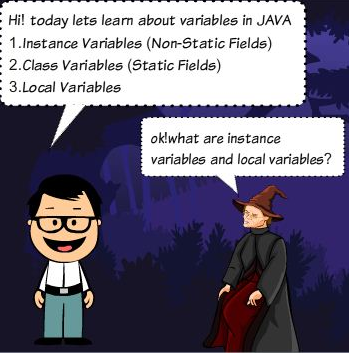 Hi! today lets learn about variables in JAVA
1.Instance Variables (Non-Static Fields)
2.Class Variables (Static Fields)
3.Local Variables
ok!what are instance
variables and local variables?